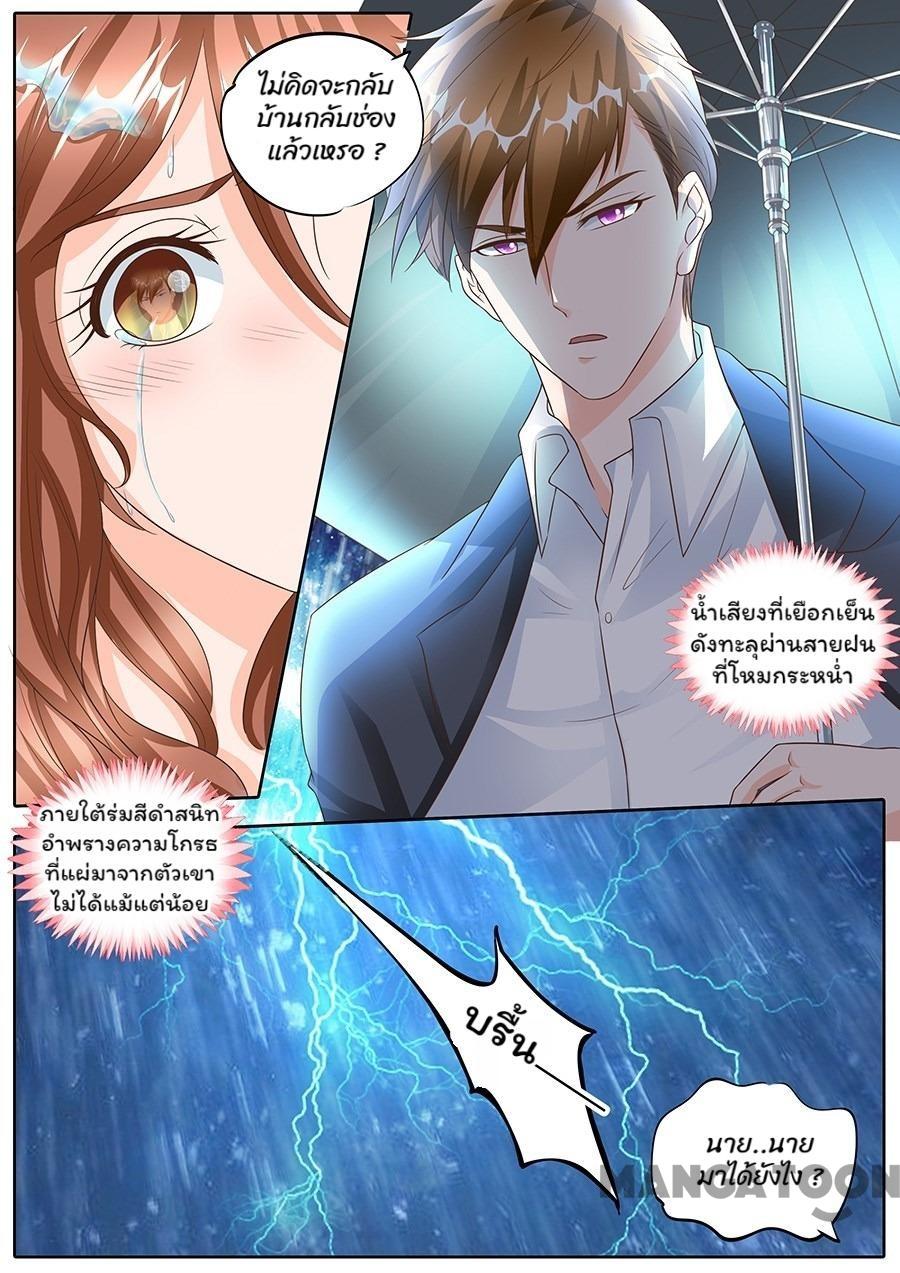 ไม่คิดจะกลับ
บ้านกลับช่อง
แล้วเหรอ ?
น้ำเสียงที่เยือกเย็น
ดังทะลุผ่านสายฝน
ที่โหมกระหน่ำ
ภายใต้ร่มสีดำสนิท
อำพรางความโกรธ
ที่แผ่มาจากตัวเขา
ไม่ได้แม้แต่น้อย
บรื้น__!
นาย..นาย
มาได้ยังไง ?
MANGATOON